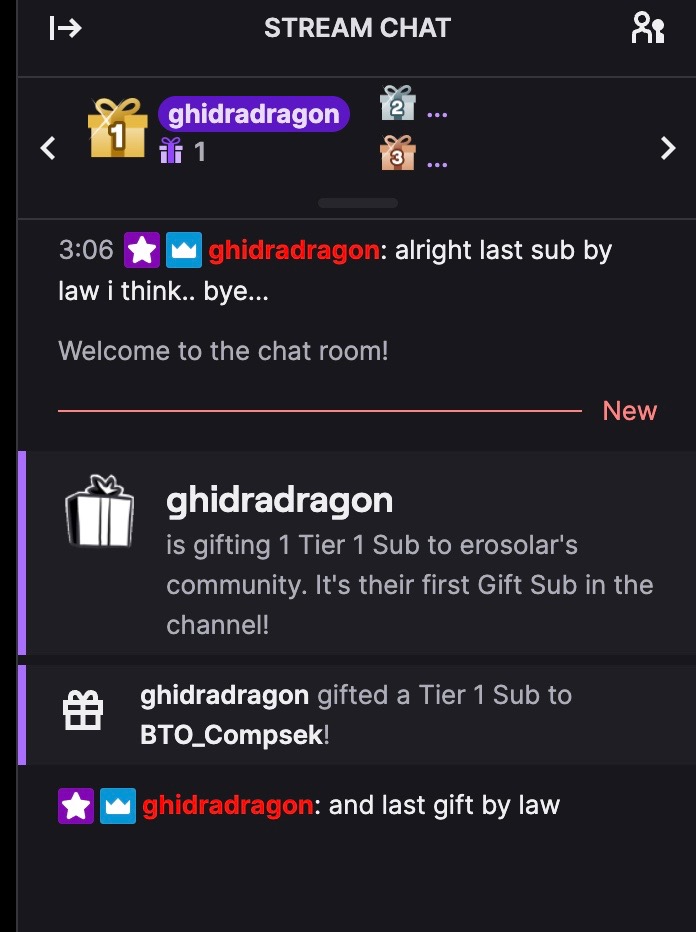 STREAM CHAT
1
ghidradragon
1
2 ...
3 ...
3:06 ghidradragon: alright last sub by
law i think.. bye...
Welcome to the chat room!
New
ghidradragon
is gifting 1 Tier 1 Sub to erosolar's
community. It's their first Gift Sub in the
channel!
ghidradragon gifted a Tier 1 Sub to
BTO_Compsek!
ghidradragon: and last gift by law